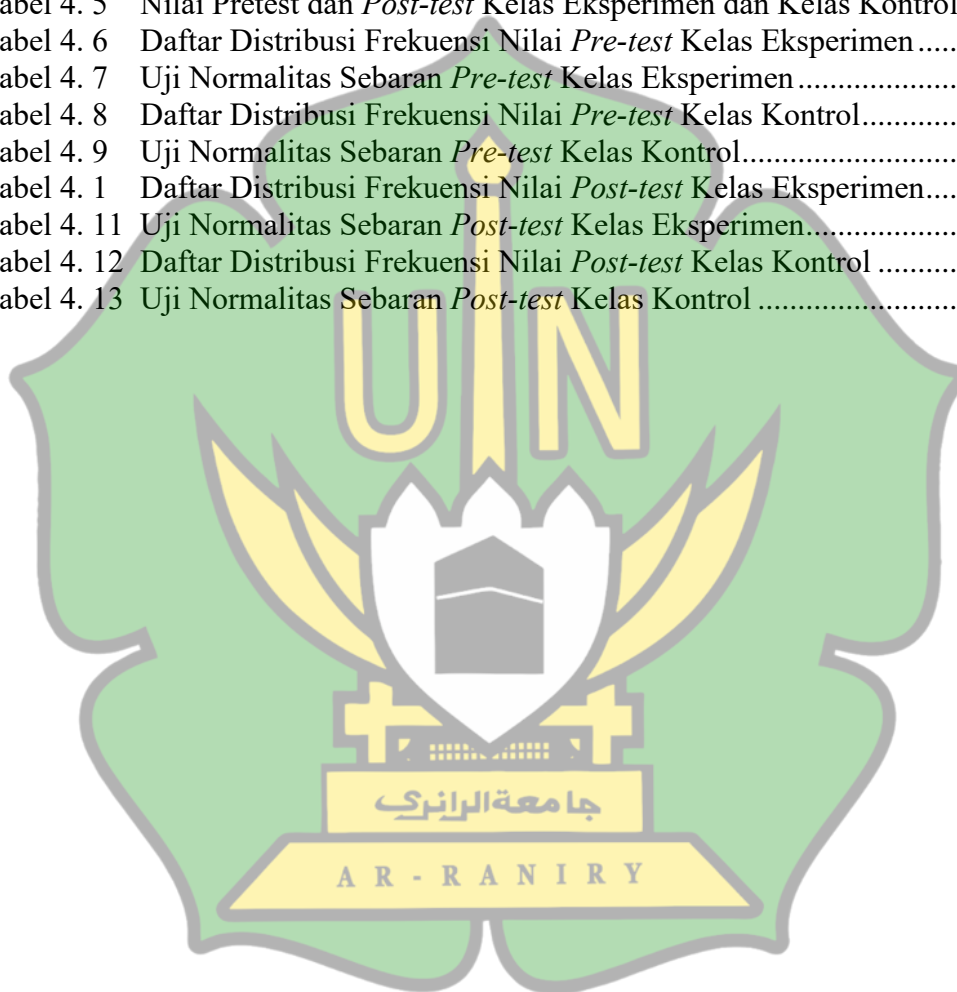 abel 4. 5 Nilai Pretest dan Post-test Kelas Eksperimen dan Kelas Kontrol
abel 4. 6 Daftar Distribusi Frekuensi Nilai Pre-test Kelas Eksperimen.....
abel 4. 7 Uji Normalitas Sebaran Pre-test Kelas Eksperimen.....................
abel 4. 8 Daftar Distribusi Frekuensi Nilai Pre-test Kelas Kontrol............
abel 4. 9 Uji Normalitas Sebaran Pre-test Kelas Kontrol............................
abel 4. 1 Daftar Distribusi Frekuensi Nilai Post-test Kelas Eksperimen....
abel 4. 11 Uji Normalitas Sebaran Post-test Kelas Eksperimen....................
abel 4. 12 Daftar Distribusi Frekuensi Nilai Post-test Kelas Kontrol ..........
abel 4. 13 Uji Normalitas Sebaran Post-test Kelas Kontrol ..........................
UIN
جامعة الرانري
AR-RANIRY